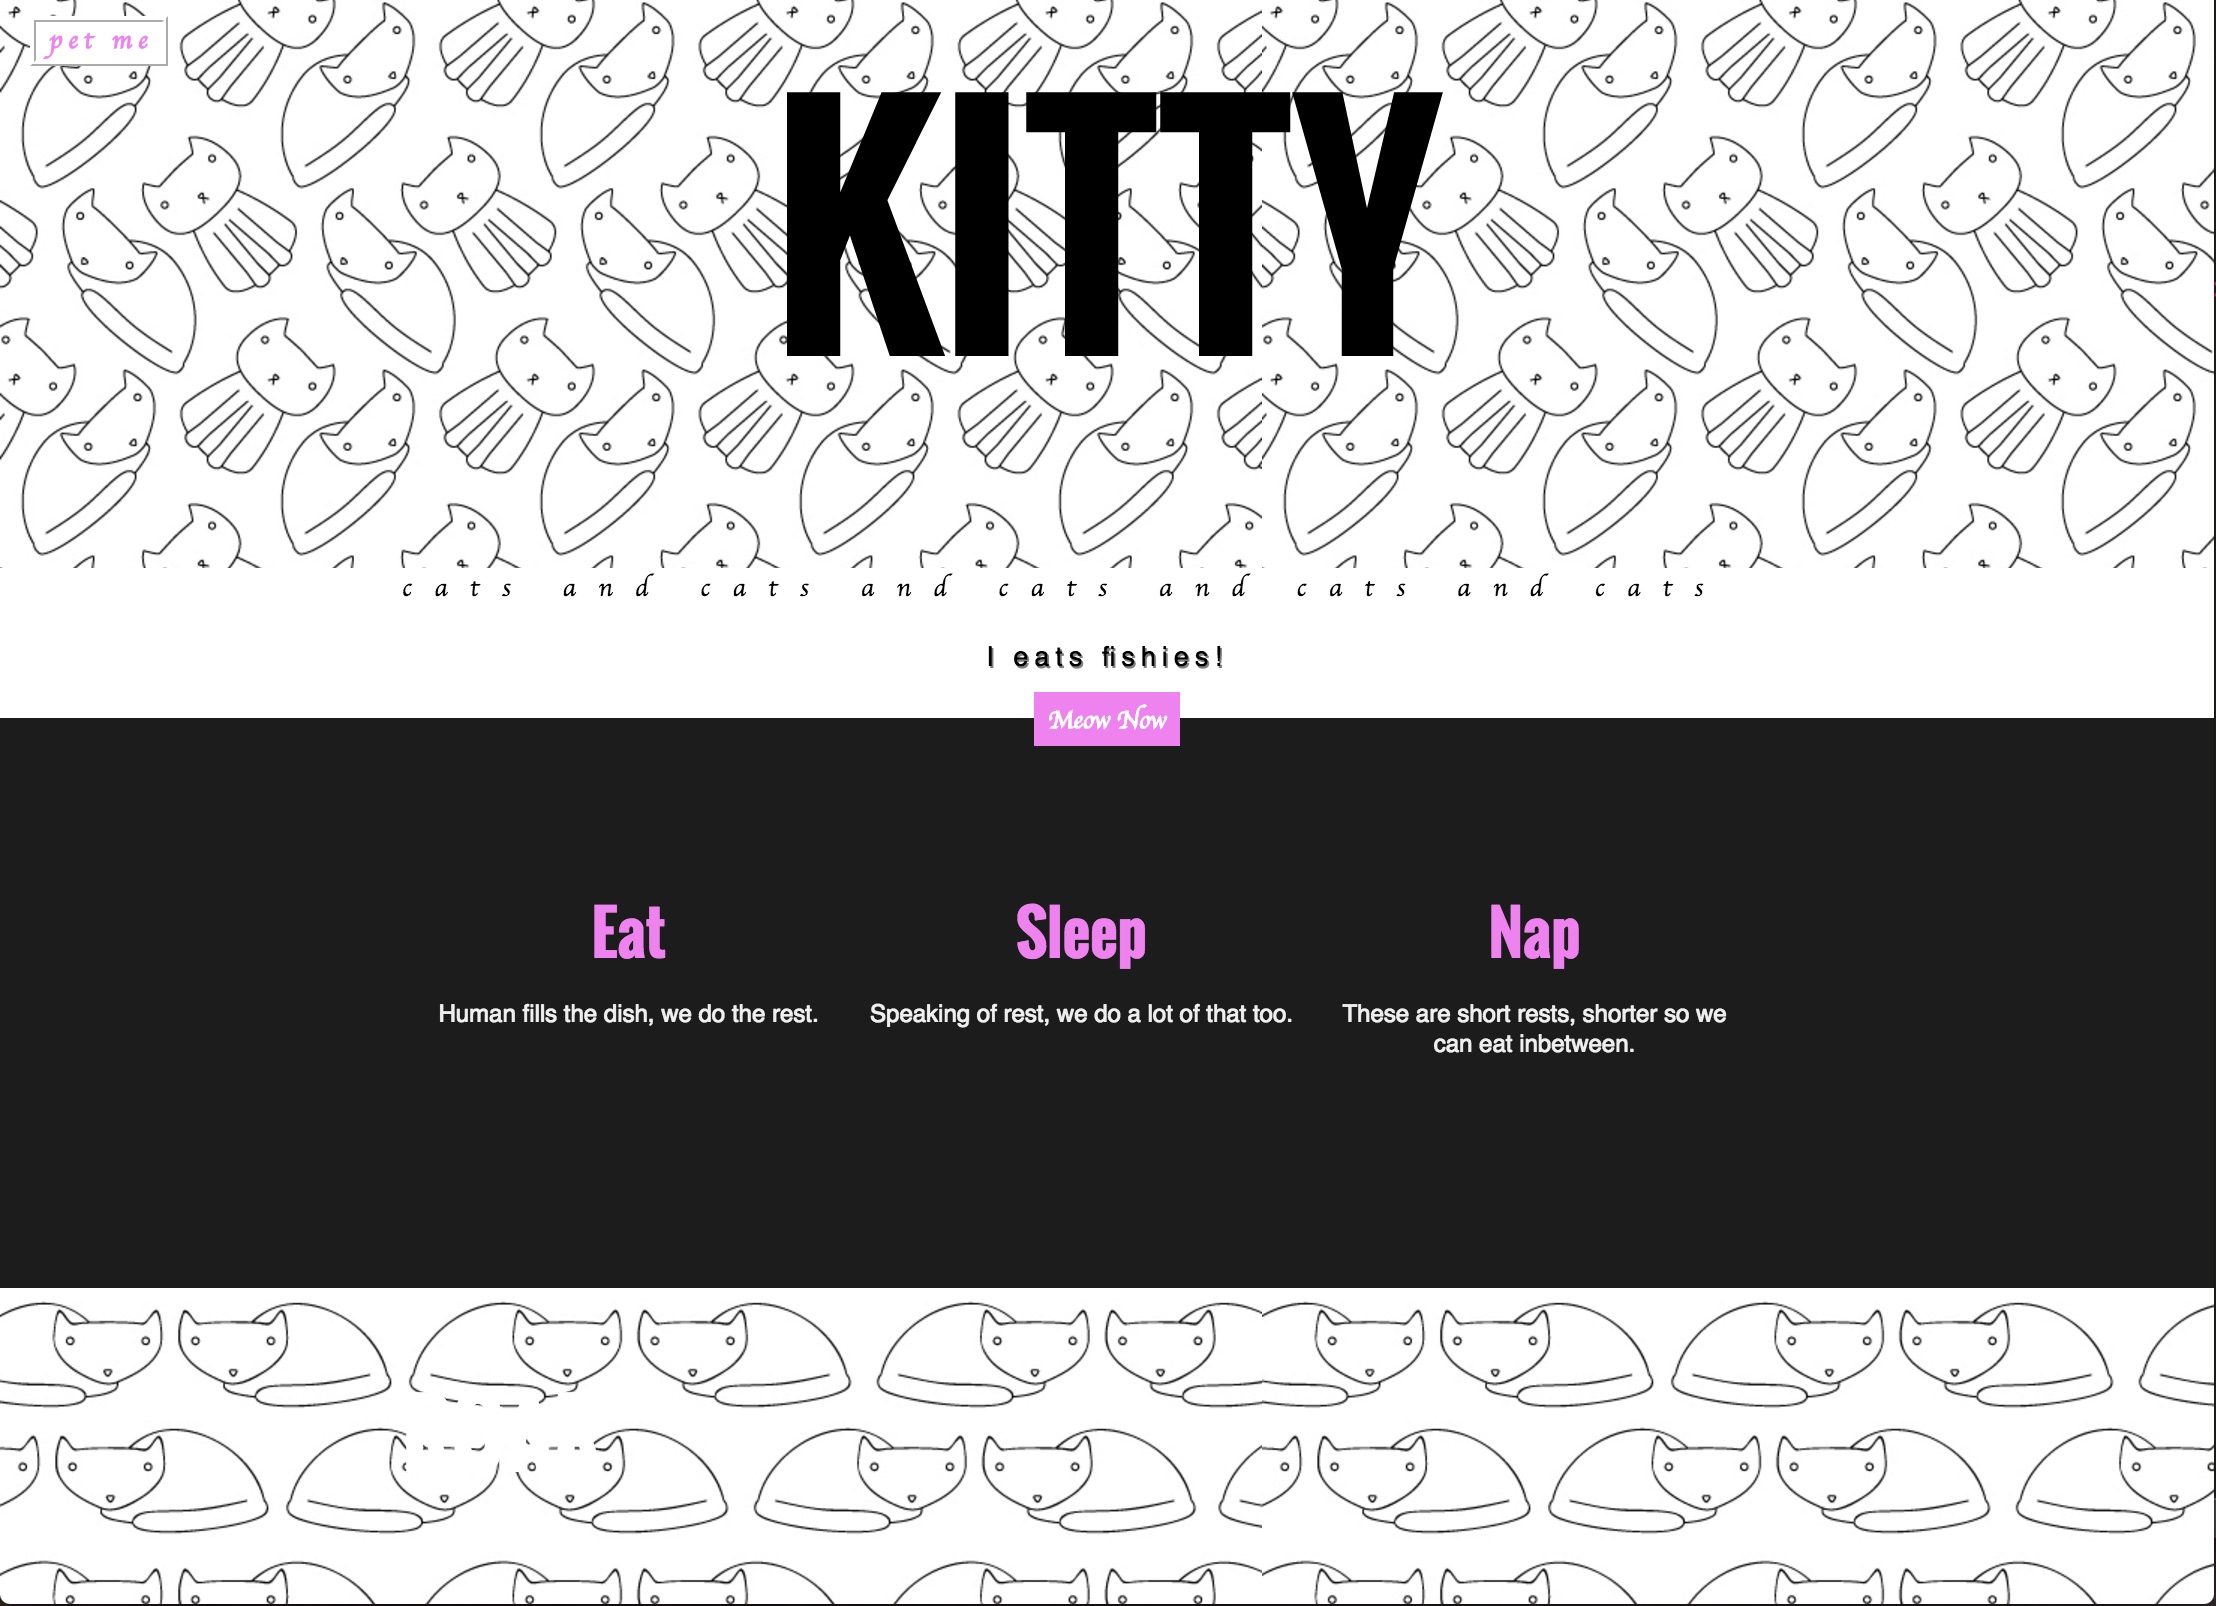 pet me
KITTY
cats and cats and cats and cats and cats
I eats fishies!
Meow Now
Eat
Human fills the dish, we do the rest.
Sleep
Speaking of rest, we do a lot of that too.
Nap
These are short rests, shorter so we
can eat inbetween.